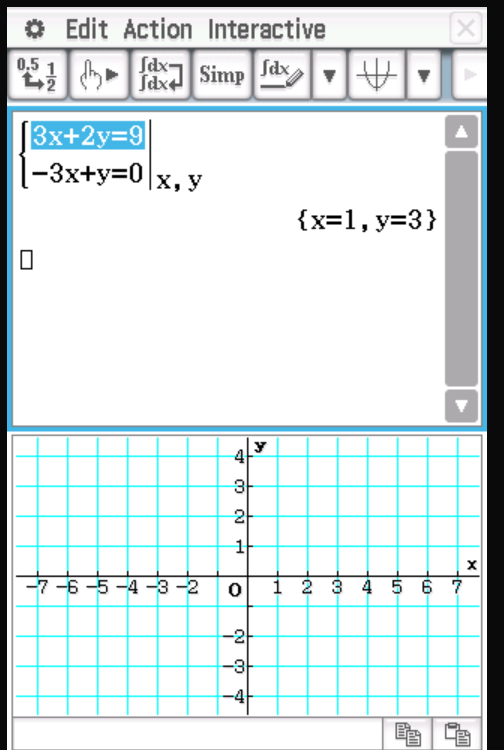 Edit Action Interactive
0.5 1 2 ∫dx ∫dx Simp ∫dx
3x+2y=9
-3x+y=0 x, y
{x=1, y=3}
y
4
3
2
1
x
-7 -6 -5 -4 -3 -2 O 1 2 3 4 5 6 7
-2
-3
-4